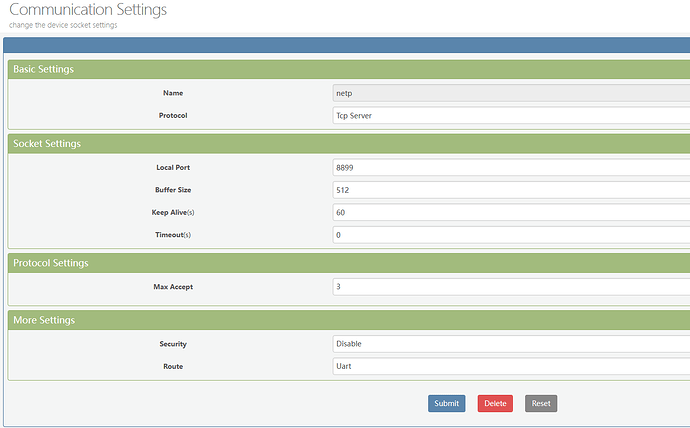 Communication Settings
change the device socket settings
Basic Settings
Name netp
Protocol Tcp Server
Socket Settings
Local Port 8899
Buffer Size 512
Keep Alive(s) 60
Timeout(s) 0
Protocol Settings
Max Accept 3
More Settings
Security Disable
Route Uart
Submit Delete Reset